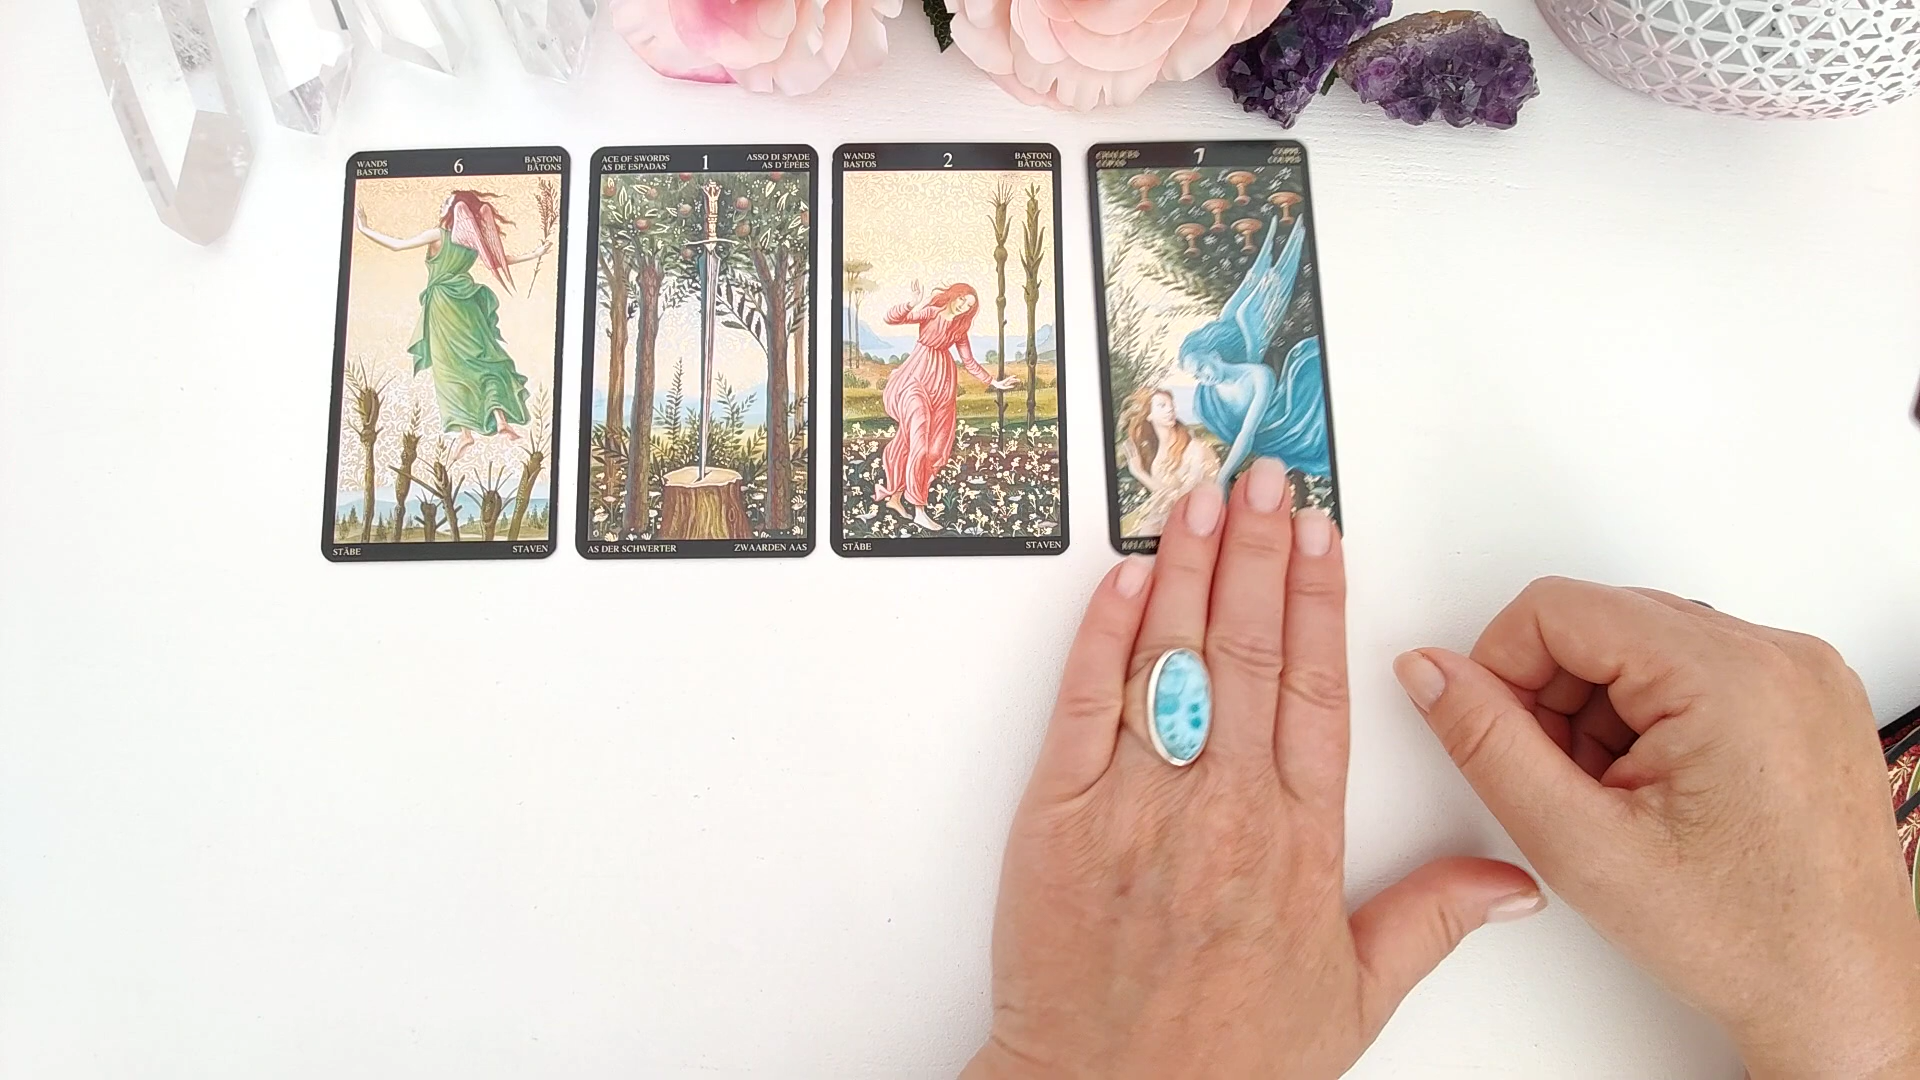 WANDS
BASTOS
6
BASTONI
BÂTONS
STÄBE
STAVEN
ACE OF SWORDS
AS DE ESPADAS
1
ASSO DI SPADE
AS D'ÉPÉES
AS DER SCHWERTER
ZWAARDEN AAS
WANDS
BASTOS
2
BASTONI
BÂTONS
STÄBE
STAVEN
7